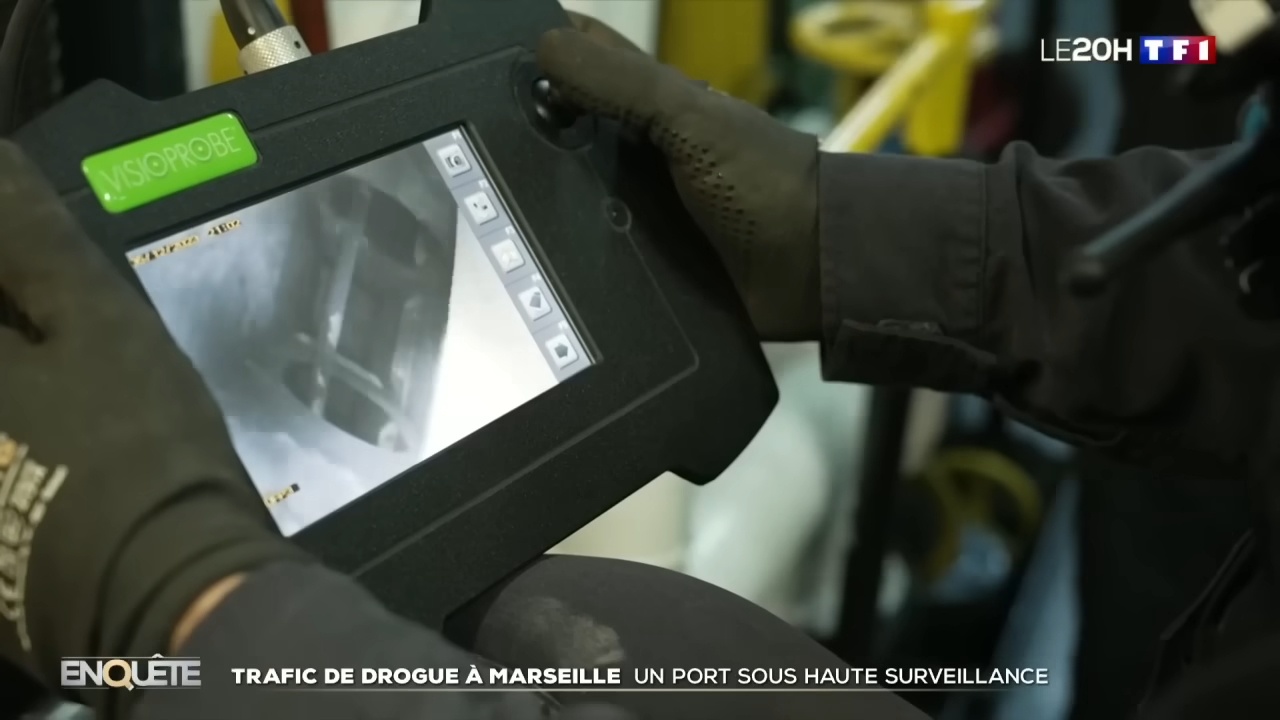 LE20H TF1
VISIOPROBE
ENQUÊTE
TRAFIC DE DROGUE À MARSEILLE UN PORT SOUS HAUTE SURVEILLANCE